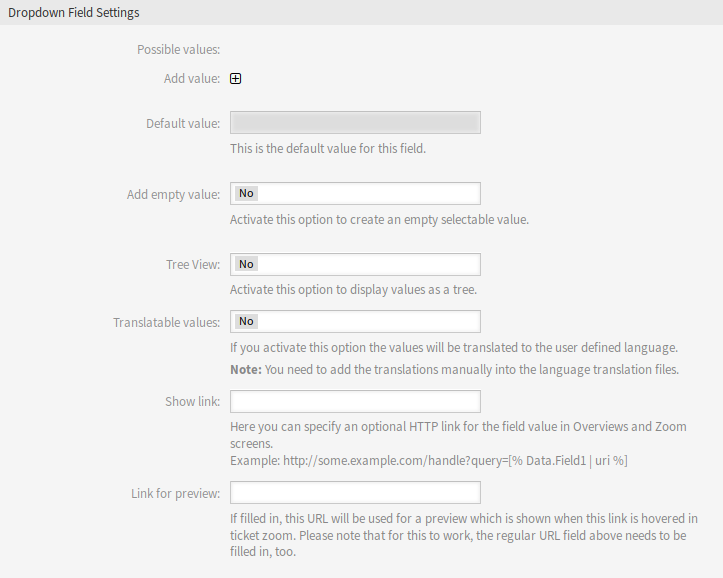 Dropdown Field Settings
Possible values:
Add value:
Default value:
This is the default value for this field.
Add empty value: No
Activate this option to create an empty selectable value.
Tree View: No
Activate this option to display values as a tree.
Translatable values: No
If you activate this option the values will be translated to the user defined language.
Note: You need to add the translations manually into the language translation files.
Show link:
Here you can specify an optional HTTP link for the field value in Overviews and Zoom
screens.
Example: http://some.example.com/handle?query=[% Data.Field1 | uri %]
Link for preview:
If filled in, this URL will be used for a preview which is shown when this link is hovered in
ticket zoom. Please note that for this to work, the regular URL field above needs to be
filled in, too.